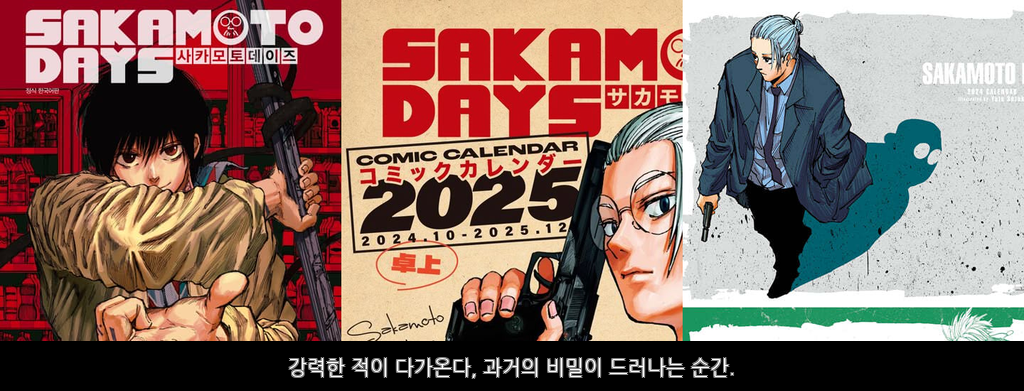 SAKAMOTO
DAYS 사카모토데이즈
정식 한국어판
SAKAM
DAYS サカモ
COMIC CALENDAR
コミックカレンダー
2025
2024.10-2025.12
卓上
Sakamoto
SAKAMOTO
2024 CALENDAR
강력한 적이 다가온다, 과거의 비밀이 드러나는 순간.